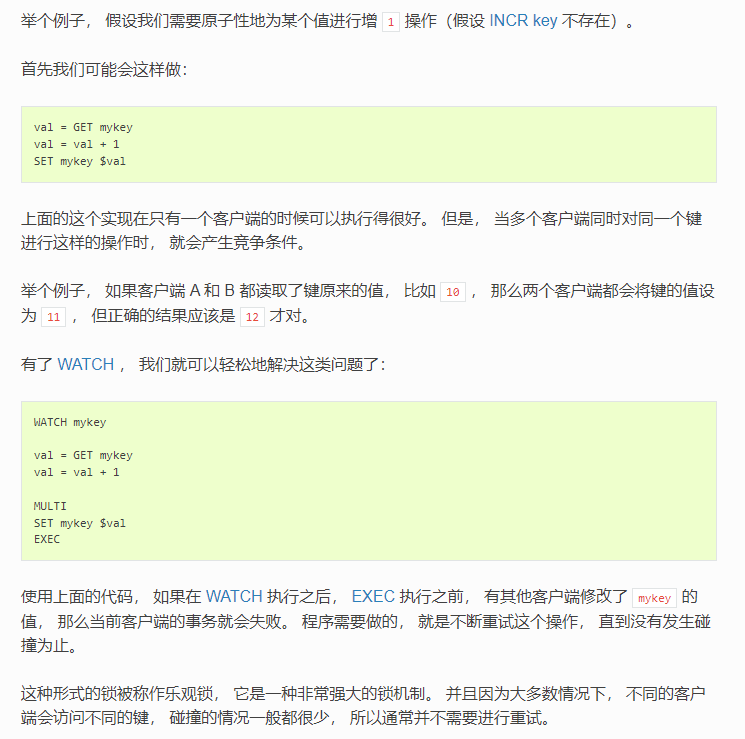 举个例子， 假设我们需要原子性地为某个值进行增 1 操作（假设 INCR key 不存在）。
首先我们可能会这样做：
val = GET mykey
val = val + 1
SET mykey $val
上面的这个实现在只有一个客户端的时候可以执行得很好。 但是， 当多个客户端同时对同一个键
进行这样的操作时， 就会产生竞争条件。
举个例子， 如果客户端 A 和 B 都读取了键原来的值， 比如 10 ， 那么两个客户端都会将键的值设
为 11 ， 但正确的结果应该是 12 才对。
有了 WATCH ， 我们就可以轻松地解决这类问题了：
WATCH mykey
val = GET mykey
val = val + 1
MULTI
SET mykey $val
EXEC
使用上面的代码， 如果在 WATCH 执行之后， EXEC 执行之前， 有其他客户端修改了 mykey 的
值， 那么当前客户端的事务就会失败。 程序需要做的， 就是不断重试这个操作， 直到没有发生碰
撞为止。
这种形式的锁被称作乐观锁， 它是一种非常强大的锁机制。 并且因为大多数情况下， 不同的客户
端会访问不同的键， 碰撞的情况一般都很少， 所以通常并不需要进行重试。